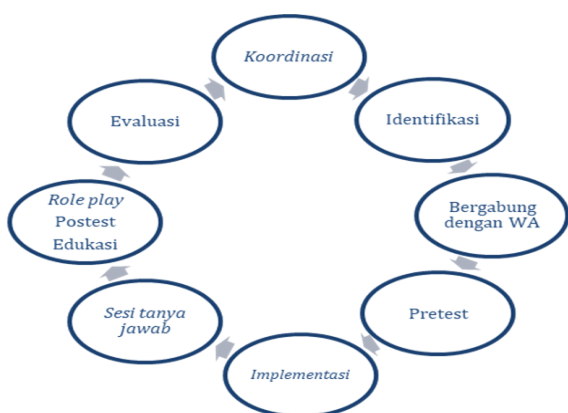 Koordinasi
Identifikasi
Bergabung
dengan WA
Pretest
Implementasi
Sesi tanya
jawab
Role play
Postest
Edukasi
Evaluasi